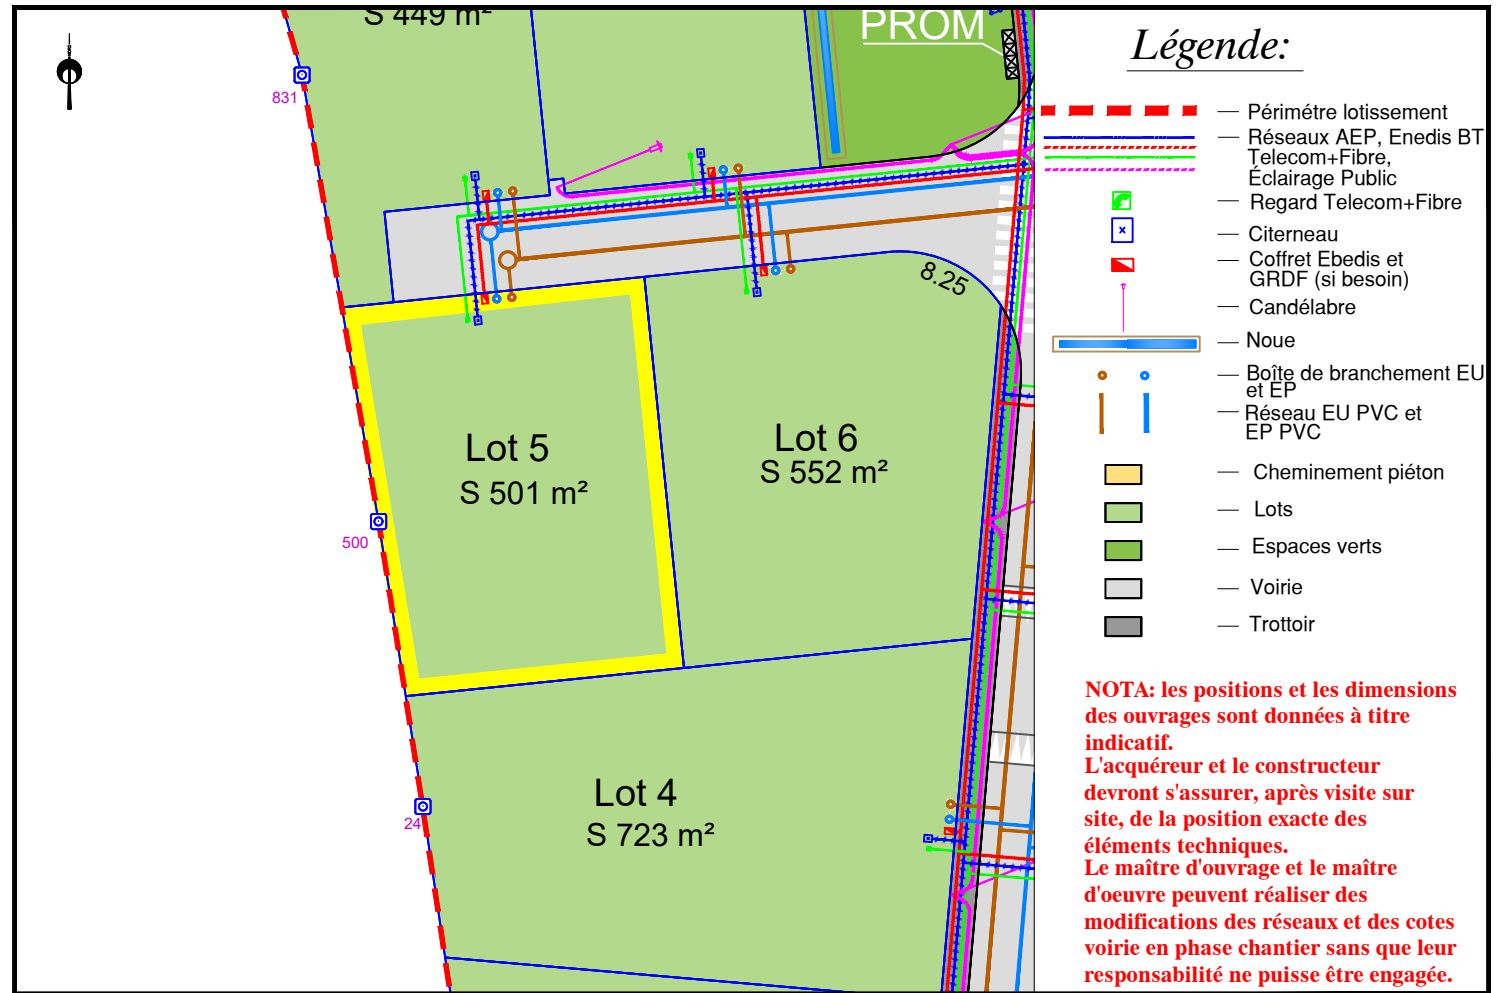 S 449 m²
PROM
831
8.25
Lot 5
S 501 m²
Lot 6
S 552 m²
500
Lot 4
S 723 m²
24
Légende:
Périmétre lotissement
Réseaux AEP, Enedis BT
Telecom+Fibre,
Éclairage Public
Regard Telecom+Fibre
Citerneau
Coffret Ebedis et
GRDF (si besoin)
Candélabre
Noue
Boîte de branchement EU
et EP
Réseau EU PVC et
EP PVC
Cheminement piéton
Lots
Espaces verts
Voirie
Trottoir
NOTA: les positions et les dimensions
des ouvrages sont données à titre
indicatif.
L'acquéreur et le constructeur
devront s'assurer, après visite sur
site, de la position exacte des
éléments techniques.
Le maître d'ouvrage et le maître
d'oeuvre peuvent réaliser des
modifications des réseaux et des cotes
voirie en phase chantier sans que leur
responsabilité ne puisse être engagée.